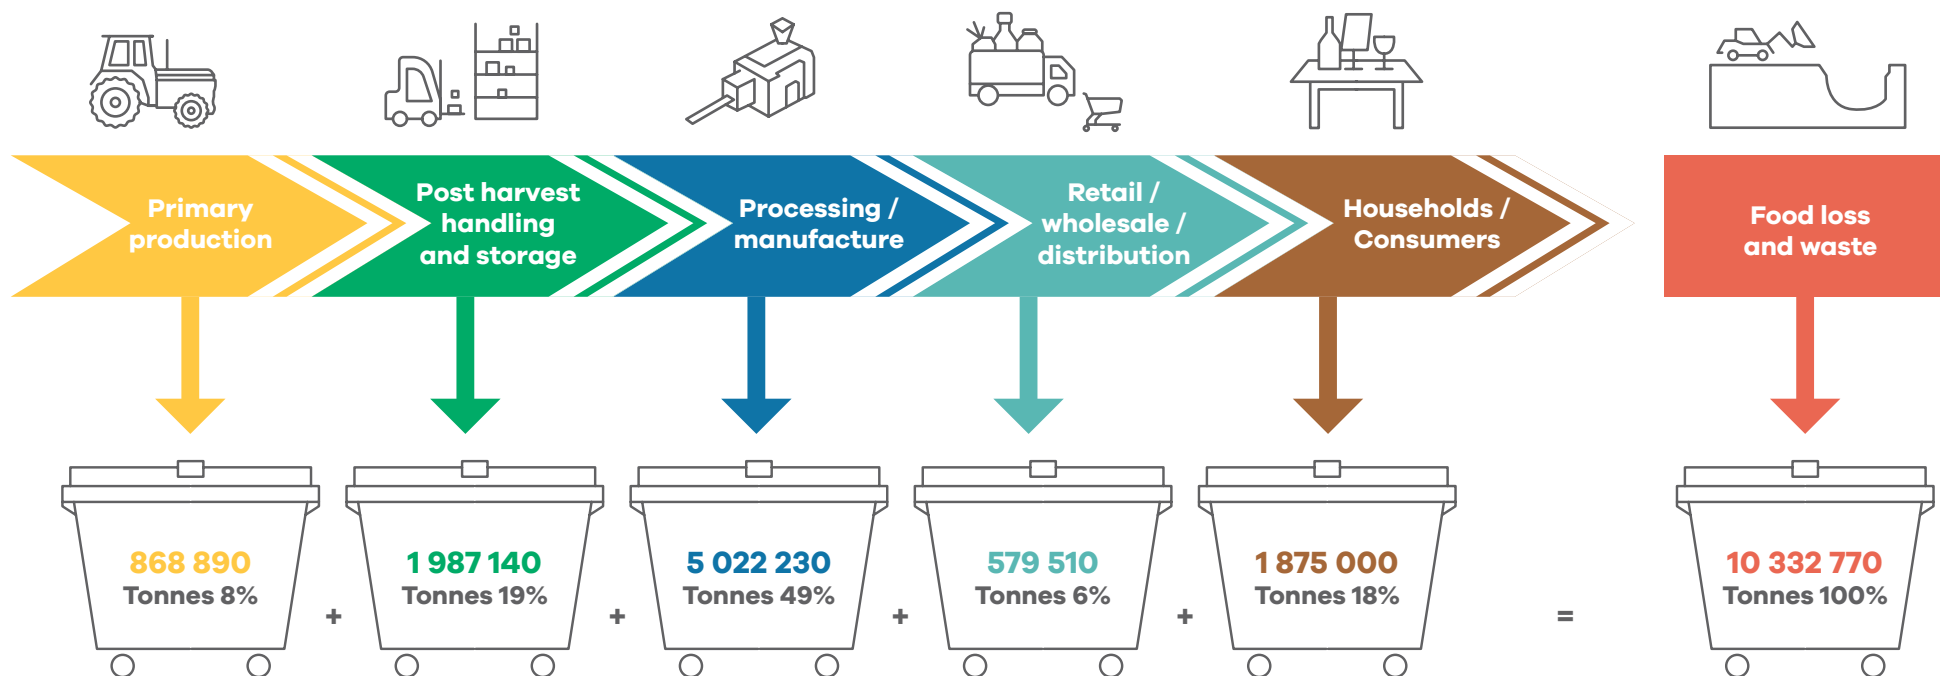 Primary
production
Post harvest
handling
and storage
Processing /
manufacture
Retail /
wholesale /
distribution
Households /
Consumers
Food loss
and waste
868 890
Tonnes 8%
+
1 987 140
Tonnes 19%
+
5 022 230
Tonnes 49%
+
579 510
Tonnes 6%
+
1 875 000
Tonnes 18%
=
10 332 770
Tonnes 100%